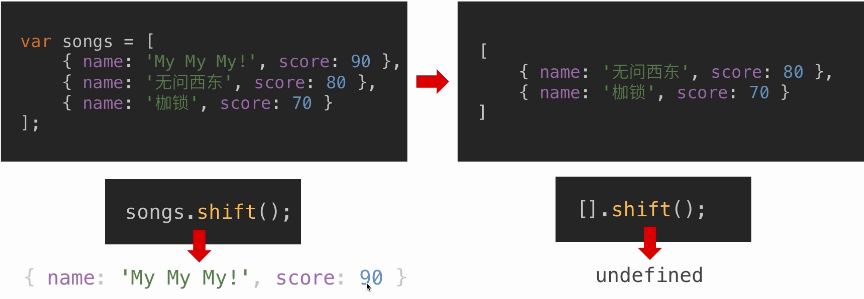 var songs = [
{ name: 'My My My!', score: 90 },
{ name: '无问西东', score: 80 },
{ name: '枷锁', score: 70 }
];
[
{ name: '无问西东', score: 80 },
{ name: '枷锁', score: 70 }
]
songs.shift();
{ name: 'My My My!', score: 90 }
[].shift();
undefined